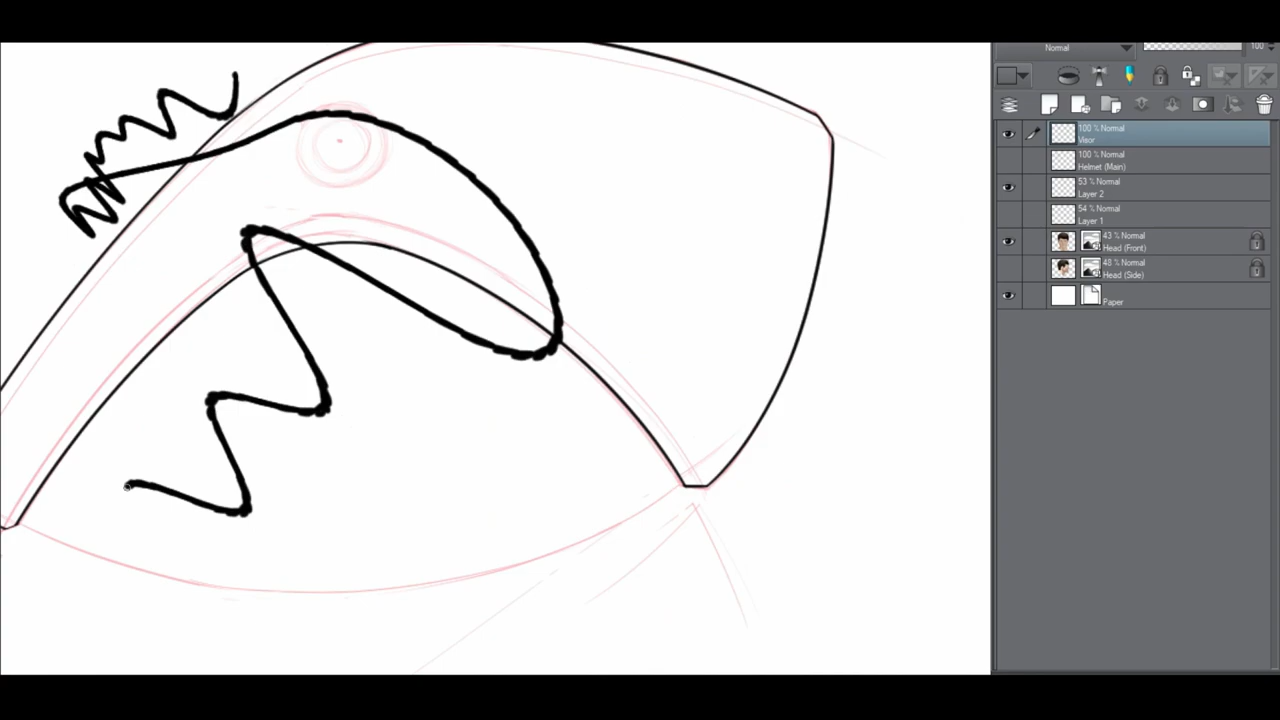 Normal
100
100 % Normal
Visor
100 % Normal
Helmet (Main)
53 % Normal
Layer 2
54 % Normal
Layer 1
43 % Normal
Head (Front)
48 % Normal
Head (Side)
Paper